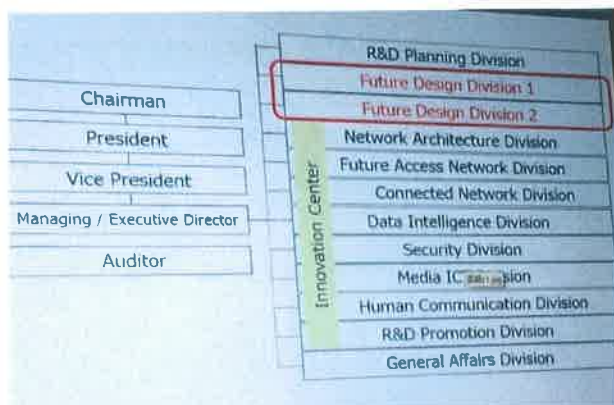 Chairman
President
Vice President
Managing / Executive Director
Auditor
Innovation Center
R&D Planning Division
Future Design Division 1
Future Design Division 2
Network Architecture Division
Future Access Network Division
Connected Network Division
Data Intelligence Division
Security Division
Media IC
Human Communication Division
R&D Promotion Division
General Affairs Division